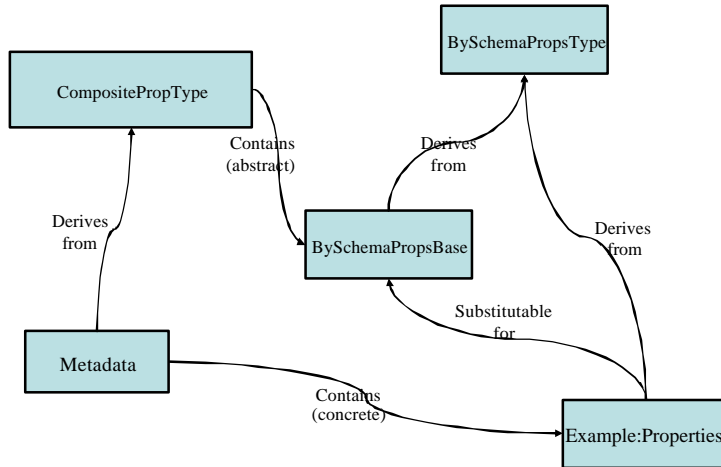 BySchemaPropsType
CompositePropType
Contains
(abstract)
Derives
from
Derives
from
BySchemaPropsBase
Derives
from
Substitutable
for
Metadata
Contains
(concrete)
Example:Properties